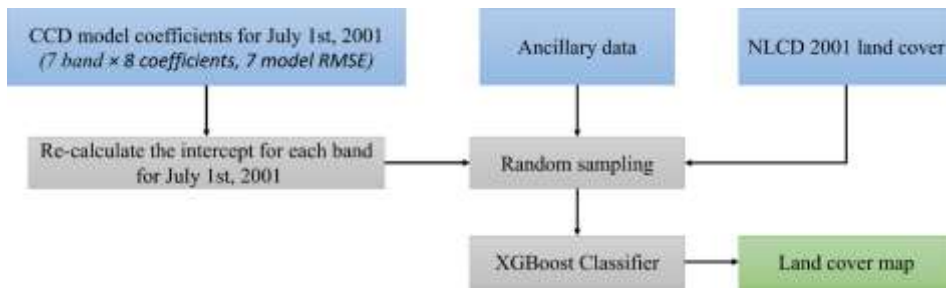 CCD model coefficients for July 1st, 2001
(7 band × 8 coefficients, 7 model RMSE)
Ancillary data
NLCD 2001 land cover
Re-calculate the intercept for each band
for July 1st, 2001
Random sampling
XGBoost Classifier
Land cover map